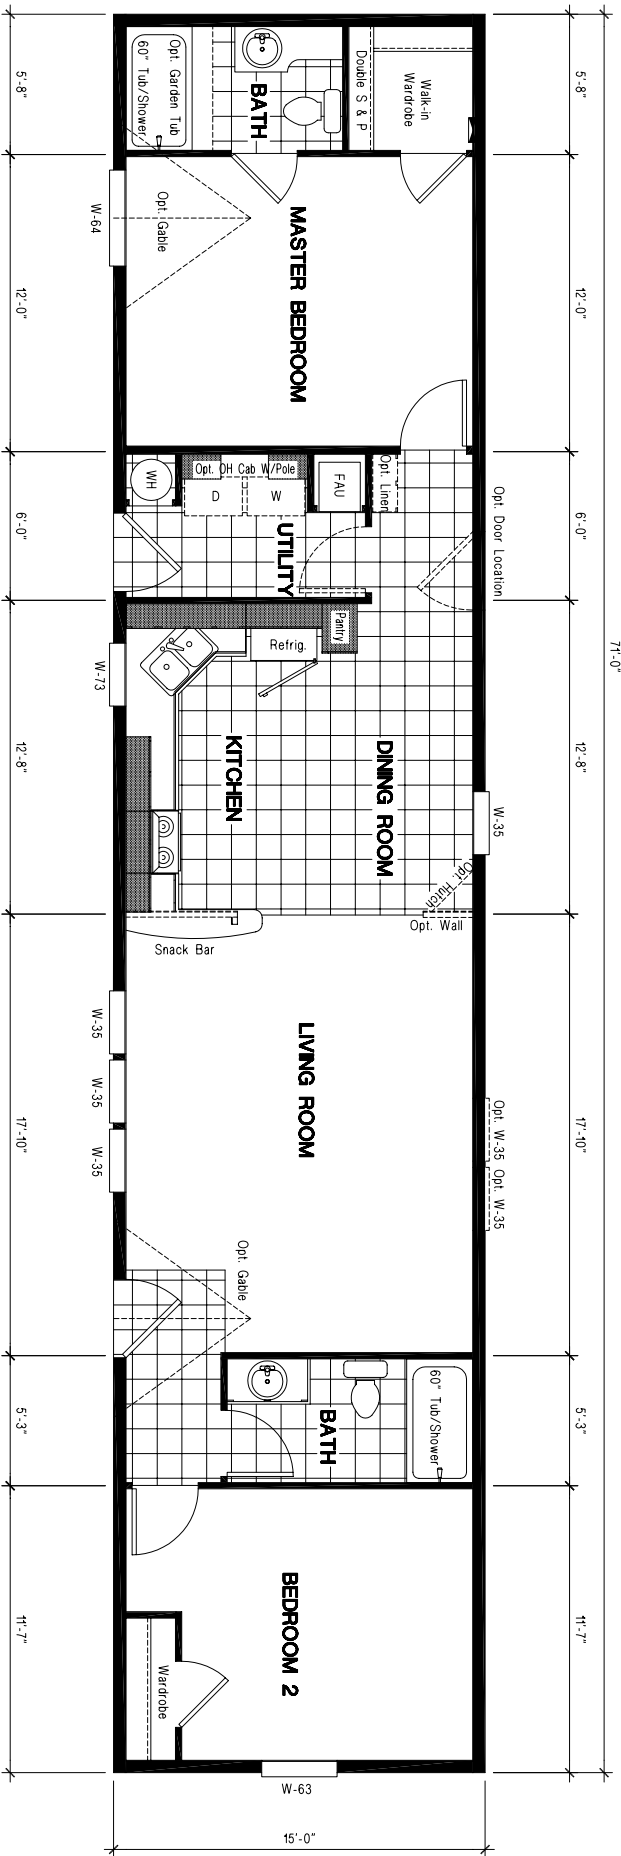 5'-8"
12'-0"
6'-0"
12'-8"
17'-10"
5'-3"
11'-7"
71'-0"
5'-8"
12'-0"
6'-0"
12'-8"
17'-10"
5'-3"
11'-7"
15'-0"
Opt. Garden Tub
60" Tub/Shower
BATH
Double S & P
Walk-in
Wardrobe
W-64
Opt. Gable
MASTER BEDROOM
WH
Opt. OH Cab W/Pole
D
W
FAU
Opt. Linen
UTILITY
Opt. Door Location
Pantry
Refrig.
W-73
KITCHEN
DINING ROOM
W-35
Opt. Hutch
Opt. Wall
Snack Bar
W-35
W-35
W-35
LIVING ROOM
Opt. W-35
Opt. W-35
Opt. Gable
BATH
60" Tub/Shower
BEDROOM 2
Wardrobe
W-63